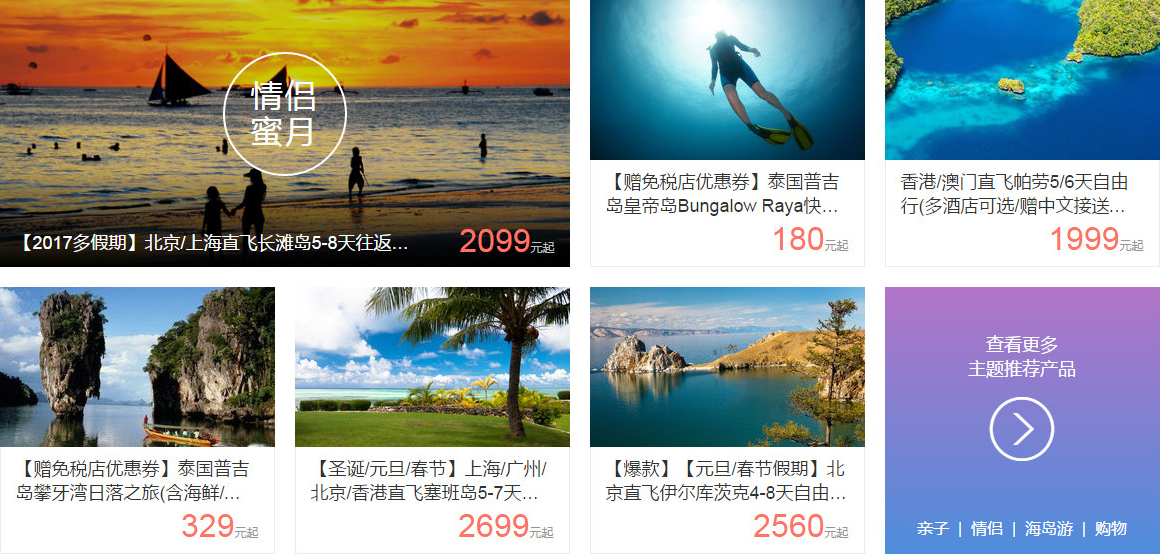 情侣
蜜月
【2017多假期】北京/上海直飞长滩岛5-8天往返...
2099元起
【赠免税店优惠券】泰国普吉
岛皇帝岛Bungalow Raya快...
180元起
香港/澳门直飞帕劳5/6天自由
行(多酒店可选/赠中文接送...
1999元起
【赠免税店优惠券】泰国普吉
岛攀牙湾日落之旅(含海鲜/...
329元起
【圣诞/元旦/春节】上海/广州/
北京/香港直飞塞班岛5-7天...
2699元起
【爆款】【元旦/春节假期】北
京直飞伊尔库茨克4-8天自由...
2560元起
查看更多
主题推荐产品
亲子 | 情侣 | 海岛游 | 购物